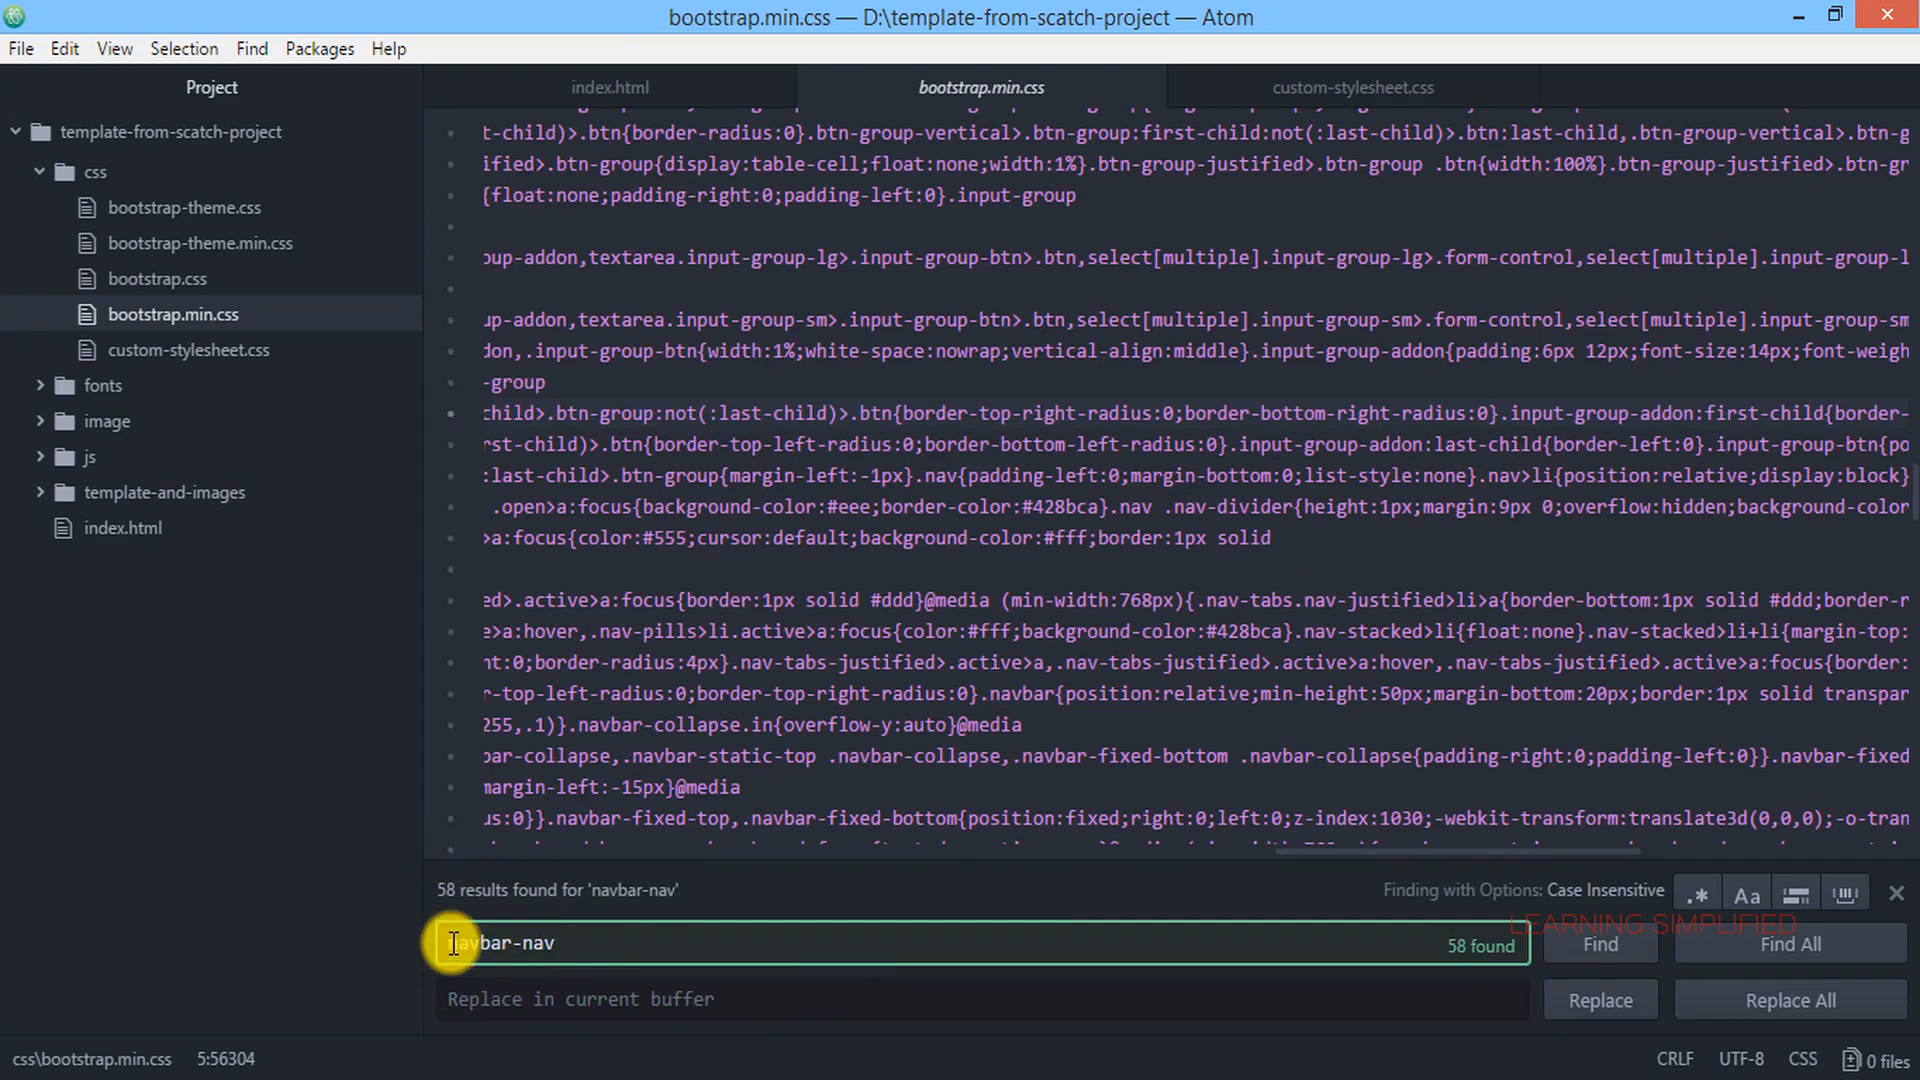 bootstrap.min.css — D:\template-from-scatch-project — Atom
File Edit View Selection Find Packages Help
Project
index.html
bootstrap.min.css
custom-stylesheet.css
template-from-scatch-project
css
bootstrap-theme.css
bootstrap-theme.min.css
bootstrap.css
bootstrap.min.css
custom-stylesheet.css
fonts
image
js
template-and-images
index.html
t-child)>.btn{border-radius:0}.btn-group-vertical>.btn-group:first-child:not(:last-child)>.btn:last-child,.btn-group-vertical>.btn-g
ified>.btn-group{display:table-cell;float:none;width:1%}.btn-group-justified>.btn-group .btn{width:100%}.btn-group-justified>.btn-gr
{float:none;padding-right:0;padding-left:0}.input-group
oup-addon,textarea.input-group-lg>.input-group-btn>.btn,select[multiple].input-group-lg>.form-control,select[multiple].input-group-l
up-addon,textarea.input-group-sm>.input-group-btn>.btn,select[multiple].input-group-sm>.form-control,select[multiple].input-group-sm
don,.input-group-btn{width:1%;white-space:nowrap;vertical-align:middle}.input-group-addon{padding:6px 12px;font-size:14px;font-weigh
-group
child>.btn-group:not(:last-child)>.btn{border-top-right-radius:0;border-bottom-right-radius:0}.input-group-addon:first-child{border-
rst-child)>.btn{border-top-left-radius:0;border-bottom-left-radius:0}.input-group-addon:last-child{border-left:0}.input-group-btn{po
:last-child>.btn-group{margin-left:-1px}.nav{padding-left:0;margin-bottom:0;list-style:none}.nav>li{position:relative;display:block}
.open>a:focus{background-color:#eee;border-color:#428bca}.nav .nav-divider{height:1px;margin:9px 0;overflow:hidden;background-color
>a:focus{color:#555;cursor:default;background-color:#fff;border:1px solid
ed>.active>a:focus{border:1px solid #ddd}@media (min-width:768px){.nav-tabs.nav-justified>li>a{border-bottom:1px solid #ddd;border-r
e>a:hover,.nav-pills>li.active>a:focus{color:#fff;background-color:#428bca}.nav-stacked>li{float:none}.nav-stacked>li+li{margin-top:
nt:0;border-radius:4px}.nav-tabs-justified>.active>a,.nav-tabs-justified>.active>a:hover,.nav-tabs-justified>.active>a:focus{border:
r-top-left-radius:0;border-top-right-radius:0}.navbar{position:relative;min-height:50px;margin-bottom:20px;border:1px solid transpar
255,.1)}.navbar-collapse.in{overflow-y:auto}@media
bar-collapse,.navbar-static-top .navbar-collapse,.navbar-fixed-bottom .navbar-collapse{padding-right:0;padding-left:0}}.navbar-fixed
margin-left:-15px}@media
us:0}}.navbar-fixed-top,.navbar-fixed-bottom{position:fixed;right:0;left:0;z-index:1030;-webkit-transform:translate3d(0,0,0);-o-tran
58 results found for 'navbar-nav'
Finding with Options: Case Insensitive
.* Aa
LEARNING SIMPLIFIED
navbar-nav
58 found
Find
Find All
Replace in current buffer
Replace
Replace All
css\bootstrap.min.css 5:56304
CRLF UTF-8 CSS 0 files